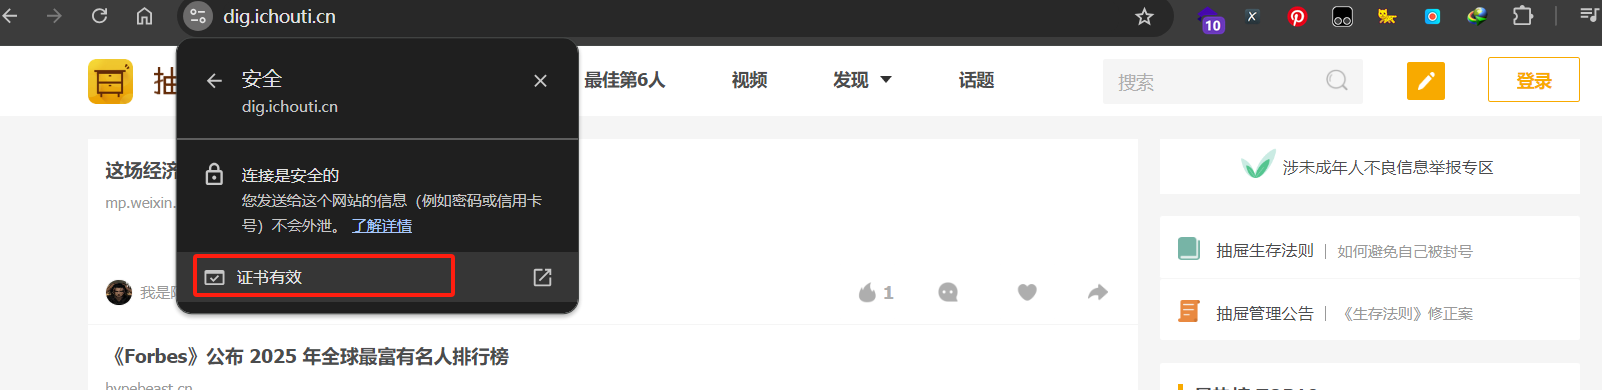 dig.ichouti.cn
10
抽
最佳第6人
视频
发现
话题
搜索
登录
安全
dig.ichouti.cn
连接是安全的
您发送给这个网站的信息（例如密码或信用卡
号）不会外泄。 了解详情
证书有效
这场经济
mp.weixin.
我是
1
《Forbes》公布 2025 年全球最富有名人排行榜
hypebeast.cn
涉未成年人不良信息举报专区
抽屉生存法则 | 如何避免自己被封号
抽屉管理公告 | 《生存法则》修正案